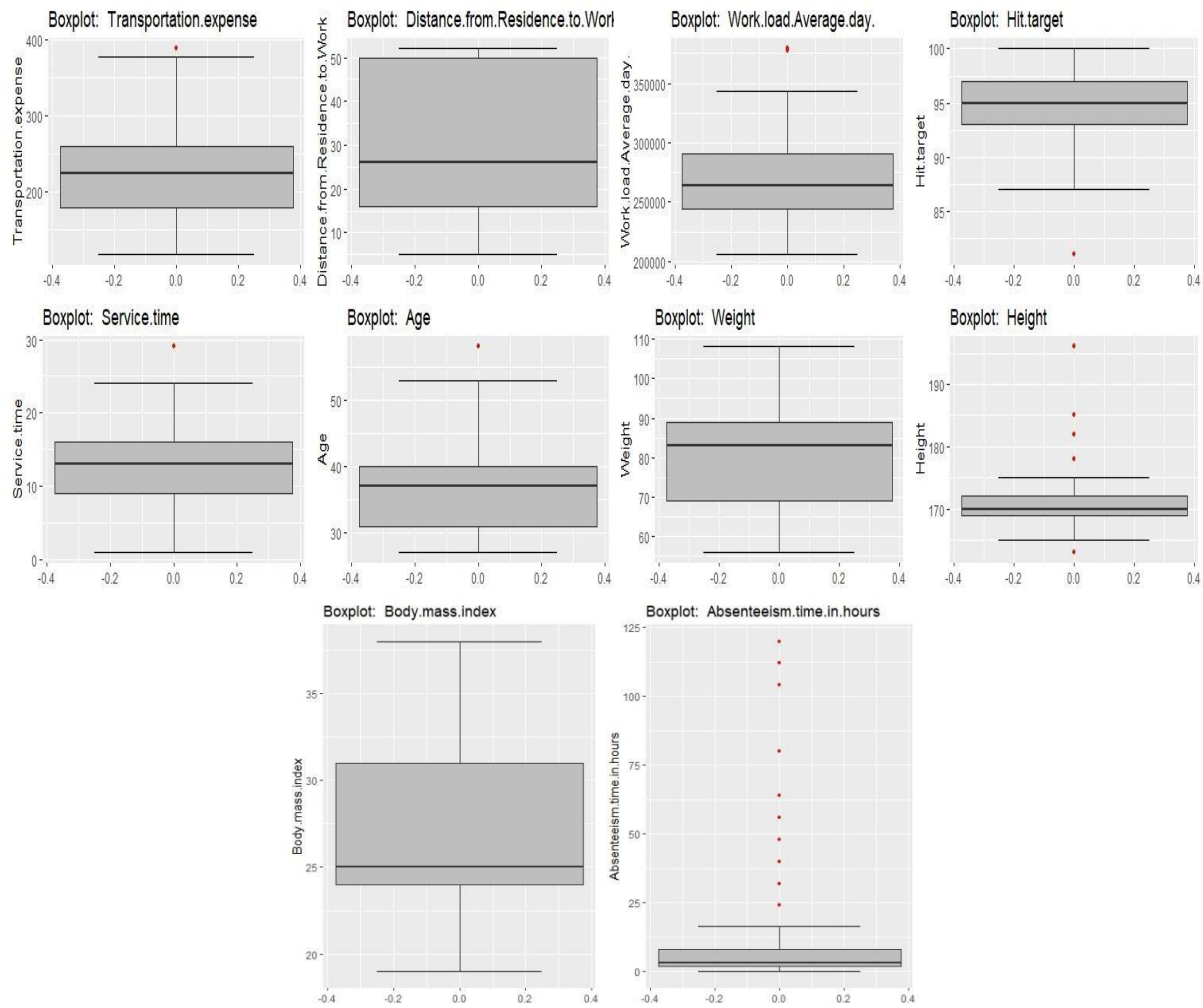 Boxplot: Transportation.expense
Transportation.expense
400
300
200
-0.4 -0.2 0.0 0.2 0.4
Boxplot: Distance.from.Residence.to.Work
Distance.from.Residence.to.Work
50
40
30
20
10
-0.4 -0.2 0.0 0.2 0.4
Boxplot: Work.load.Average.day.
Work.load.Average.day.
350000
300000
250000
200000
-0.4 -0.2 0.0 0.2 0.4
Boxplot: Hit.target
Hit.target
100
95
90
85
-0.4 -0.2 0.0 0.2 0.4
Boxplot: Service.time
Service.time
30
20
10
0
-0.4 -0.2 0.0 0.2 0.4
Boxplot: Age
Age
50
40
30
-0.4 -0.2 0.0 0.2 0.4
Boxplot: Weight
Weight
110
100
90
80
70
60
-0.4 -0.2 0.0 0.2 0.4
Boxplot: Height
Height
190
180
170
-0.4 -0.2 0.0 0.2 0.4
Boxplot: Body.mass.index
Body.mass.index
35
30
25
20
-0.4 -0.2 0.0 0.2 0.4
Boxplot: Absenteeism.time.in.hours
Absenteeism.time.in.hours
125
100
75
50
25
0
-0.4 -0.2 0.0 0.2 0.4